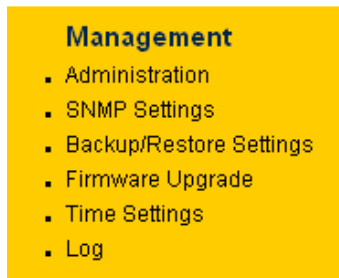 Management
Administration
SNMP Settings
Backup/Restore Settings
Firmware Upgrade
Time Settings
Log